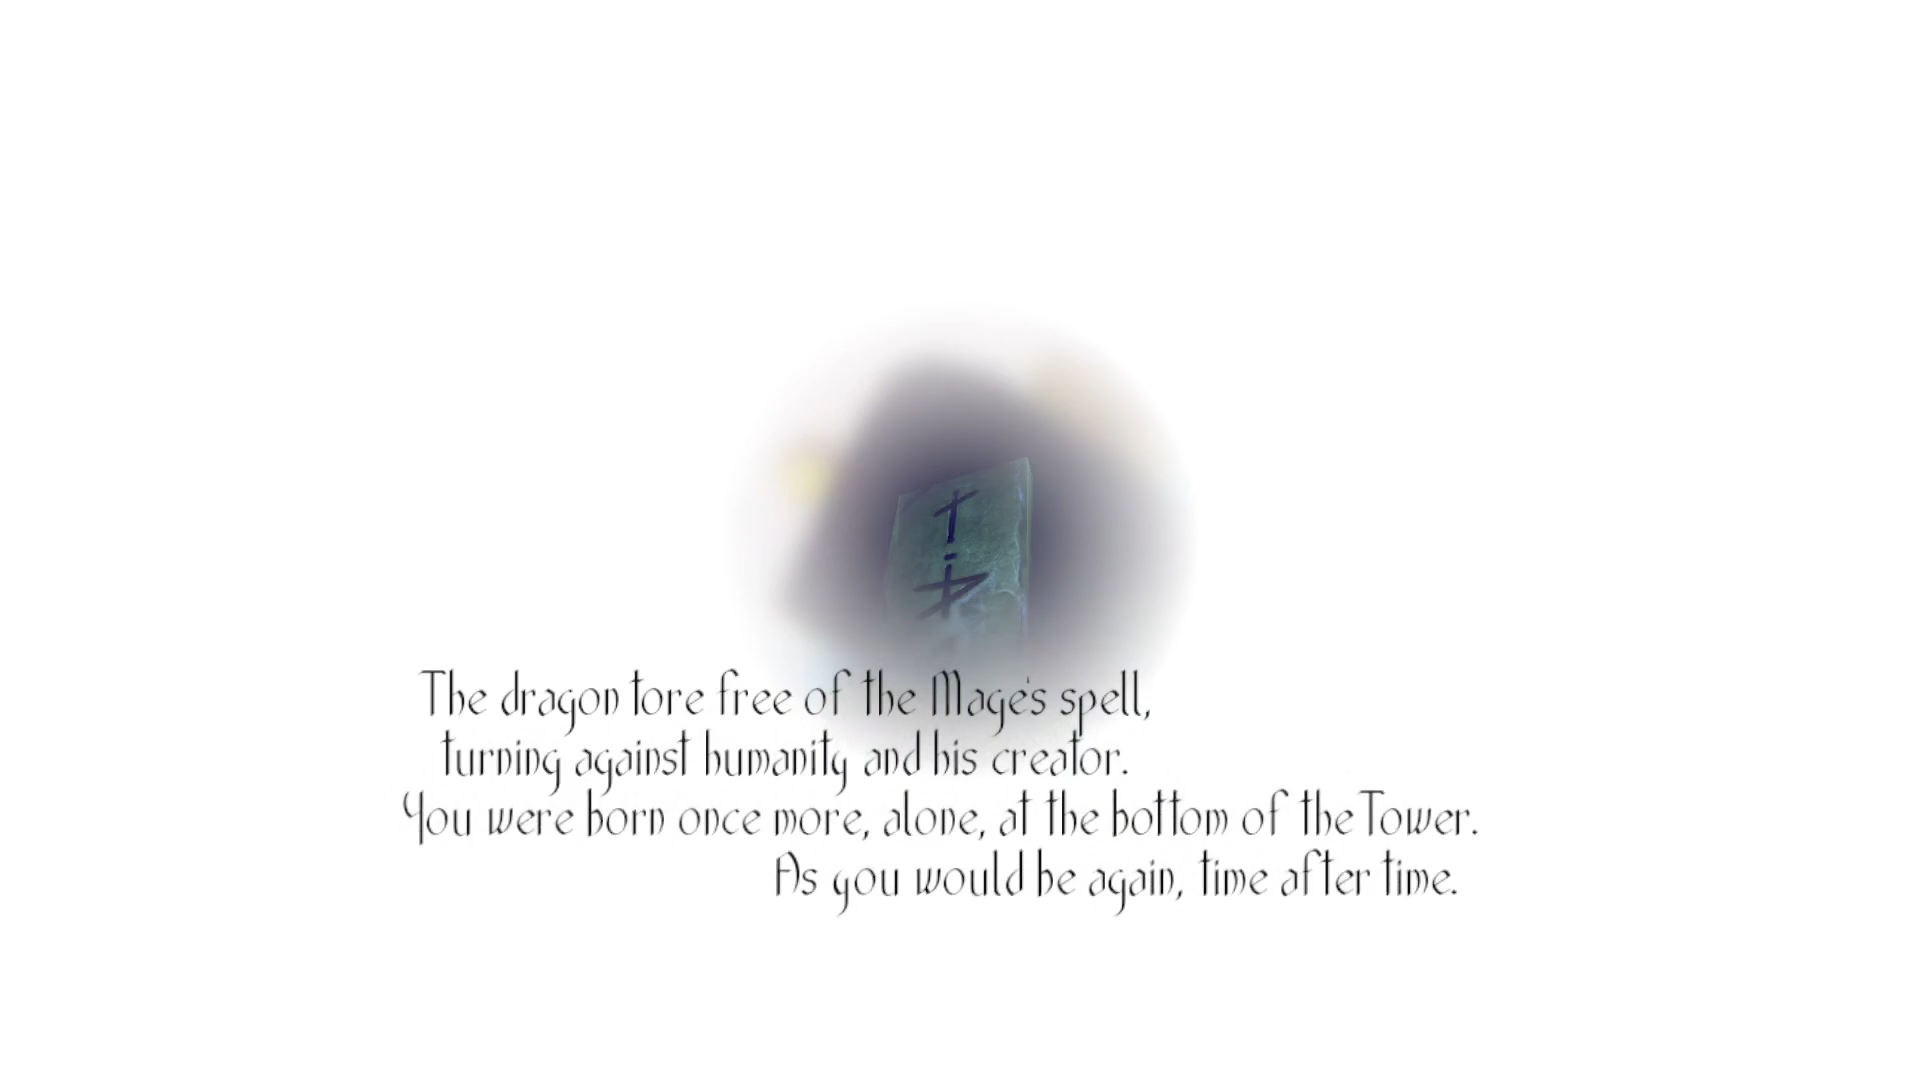 The dragon tore free of the Mage's spell,
turning against humanity and his creator.
You were born once more, alone, at the bottom of the Tower.
As you would be again, time after time.